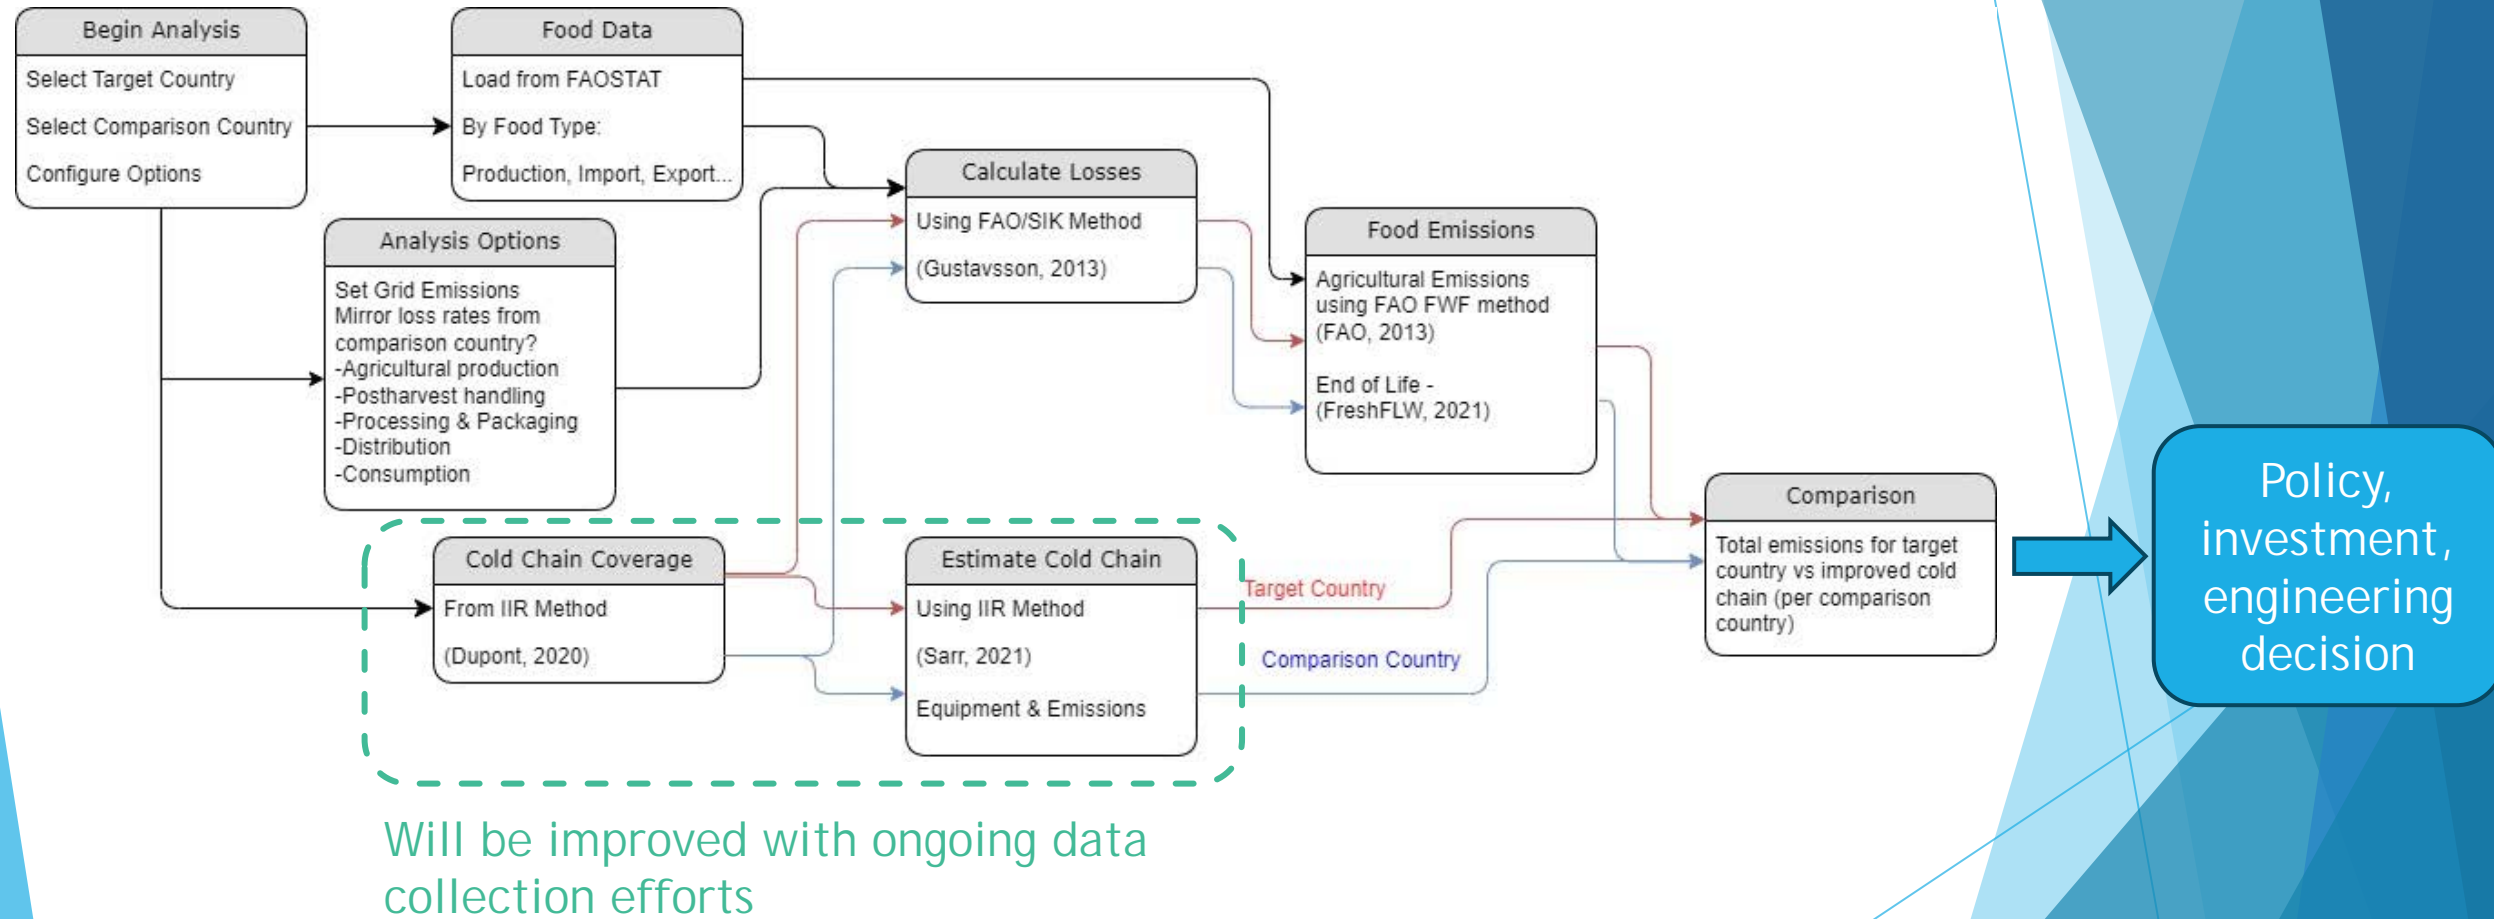 Begin Analysis
Select Target Country
Select Comparison Country
Configure Options
Food Data
Load from FAOSTAT
By Food Type:
Production, Import, Export...
Analysis Options
Set Grid Emissions
Mirror loss rates from
comparison country?
-Agricultural production
-Postharvest handling
-Processing & Packaging
-Distribution
-Consumption
Calculate Losses
Using FAO/SIK Method
(Gustavsson, 2013)
Food Emissions
Agricultural Emissions
using FAO FWF method
(FAO, 2013)
End of Life -
(FreshFLW, 2021)
Cold Chain Coverage
From IIR Method
(Dupont, 2020)
Estimate Cold Chain
Using IIR Method
(Sarr, 2021)
Equipment & Emissions
Target Country
Comparison Country
Comparison
Total emissions for target
country vs improved cold
chain (per comparison
country)
Policy,
investment,
engineering
decision
Will be improved with ongoing data
collection efforts